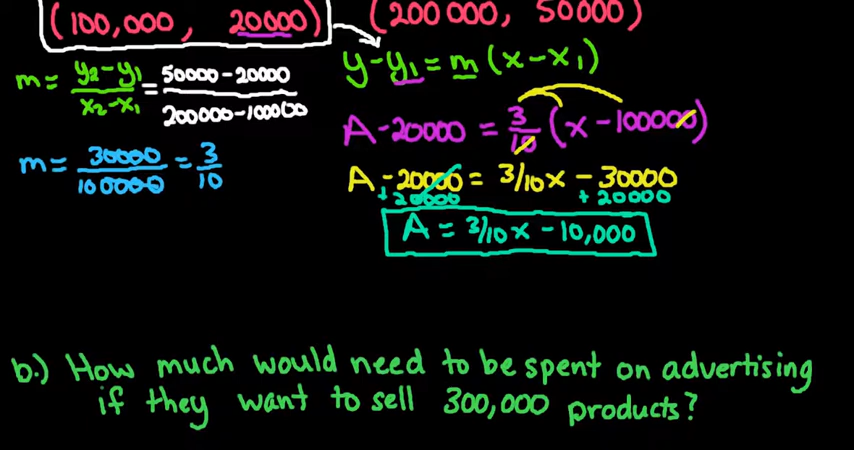 (100,000, 20000) (200000, 50000)
m = y₂-y₁/x₂-x₁ = 50000-20000/200000-100000
y-y₁ = m(x-x₁)
A-20000 = 3/10 (x-100000)
m = 30000/100000 = 3/10
A-20000 = 3/10x - 30000
+20000 +20000
A = 3/10x - 10,000
b.) How much would need to be spent on advertising
if they want to sell 300,000 products?